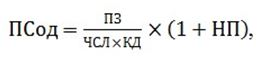 ПСод = ПЗ / ЧСЛ×КД × (1 + НП),